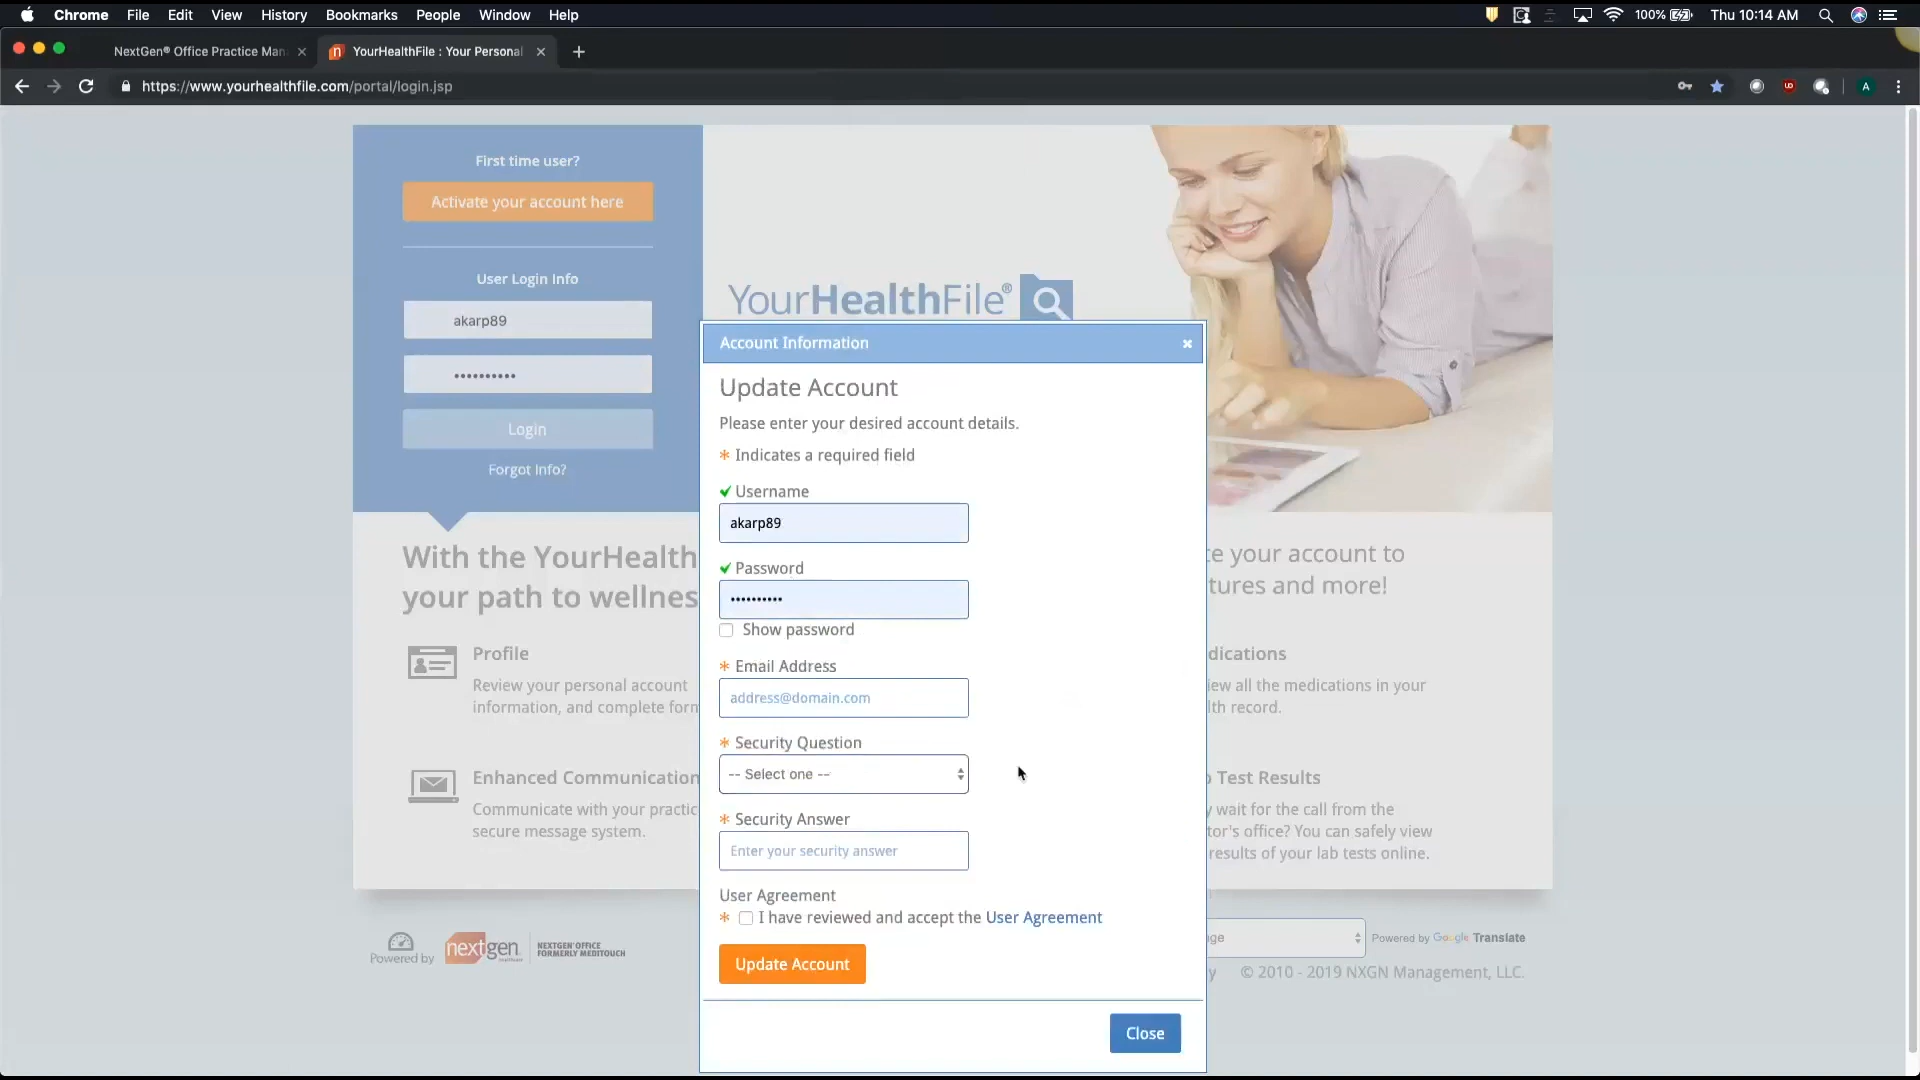 Chrome File Edit View History Bookmarks People Window Help 100% Thu 10:14 AM
NextGen® Office Practice Man YourHealthFile : Your Personal
https://www.yourhealthfile.com/portal/login.jsp
A
First time user?
Activate your account here
User Login Info
akarp89
••••••••••
Login
Forgot Info?
YourHealthFile®
With the YourHealth
your path to wellnes
Profile
Review your personal account
information, and complete form
Enhanced Communication
Communicate with your practic
secure message system.
Account Information
Update Account
Please enter your desired account details.
* Indicates a required field
Username
akarp89
Password
••••••••••
Show password
* Email Address
address@domain.com
* Security Question
-- Select one --
* Security Answer
Enter your security answer
User Agreement
* I have reviewed and accept the User Agreement
Update Account
Close
te your account to
tures and more!
dications
iew all the medications in your
lth record.
Test Results
y wait for the call from the
tor's office? You can safely view
results of your lab tests online.
Powered by nextgen NEXTGEN OFFICE
FORMERLY MEDITOUCH
ge Powered by Google Translate
y © 2010 - 2019 NXGN Management, LLC.